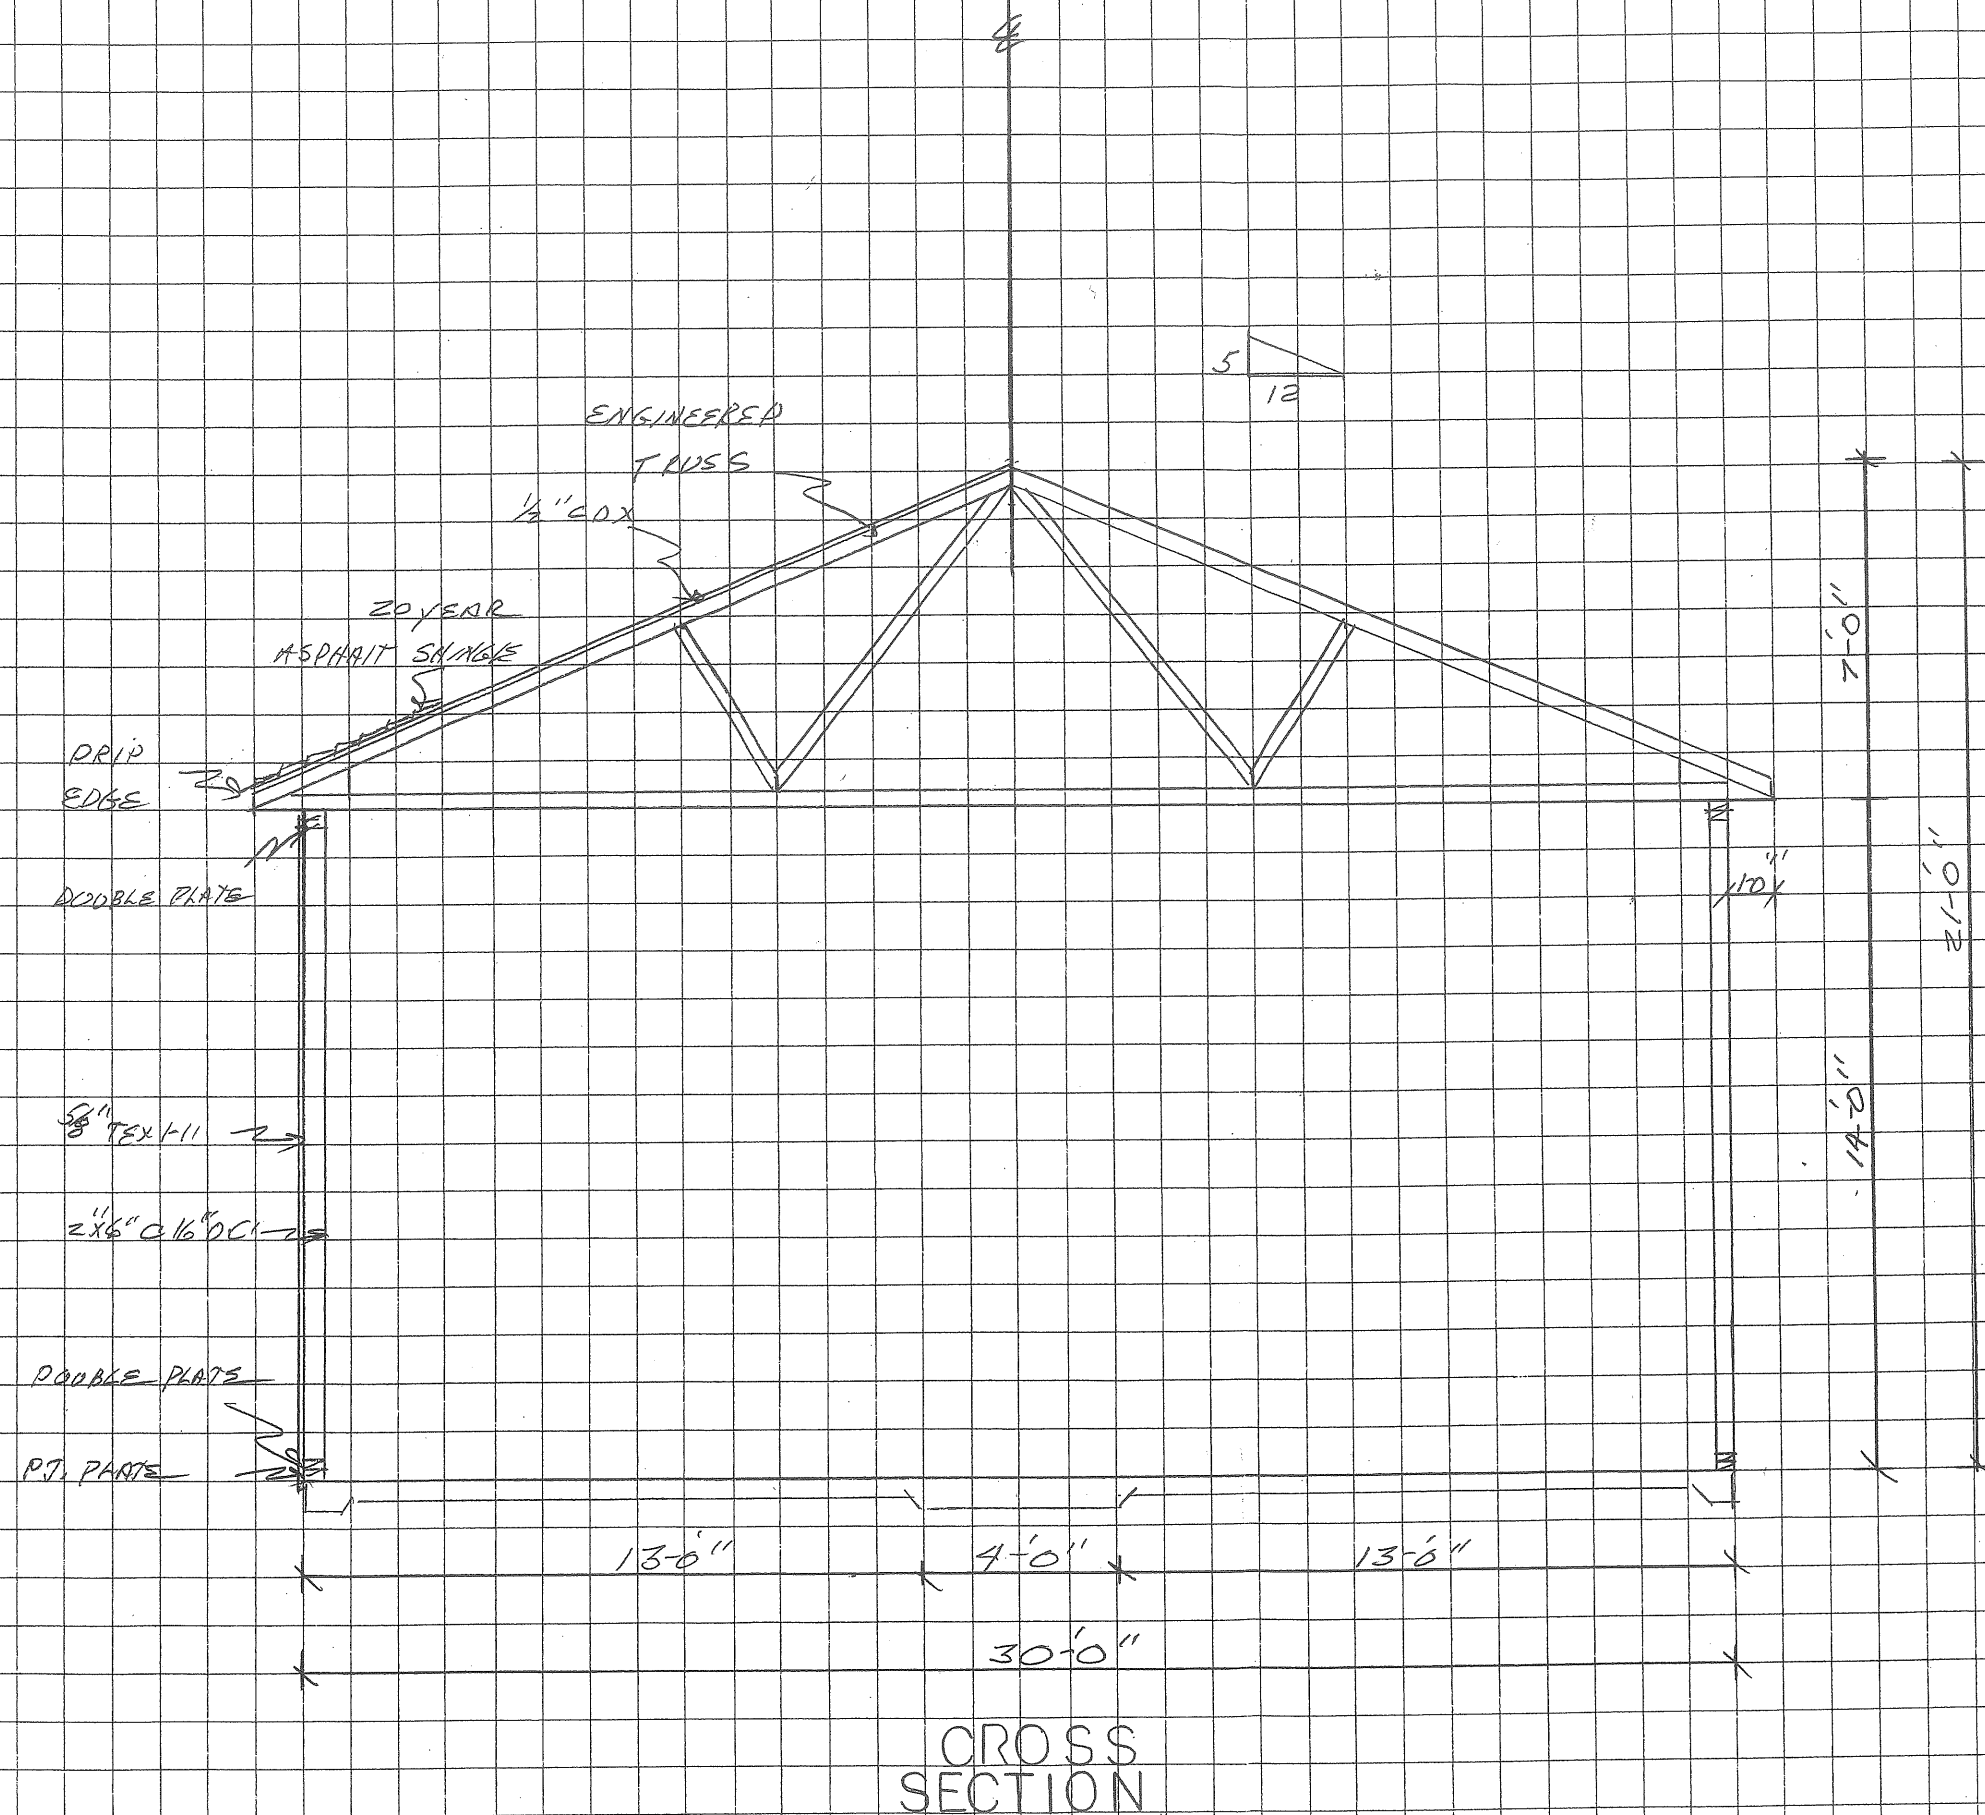 ℄
5
12
ENGINEERED
TRUSS
1/2" CDX
20 YEAR
ASPHALT SHINGLE
DRIP
EDGE
DOUBLE PLATE
10"
7'-0"
21'-0"
14'-0"
5/8" TEX 1-11
2"X6" @ 16" OC
DOUBLE PLATE
P.T. PLATE
13'-0"
4'-0"
13'-0"
30'-0"
CROSS
SECTION